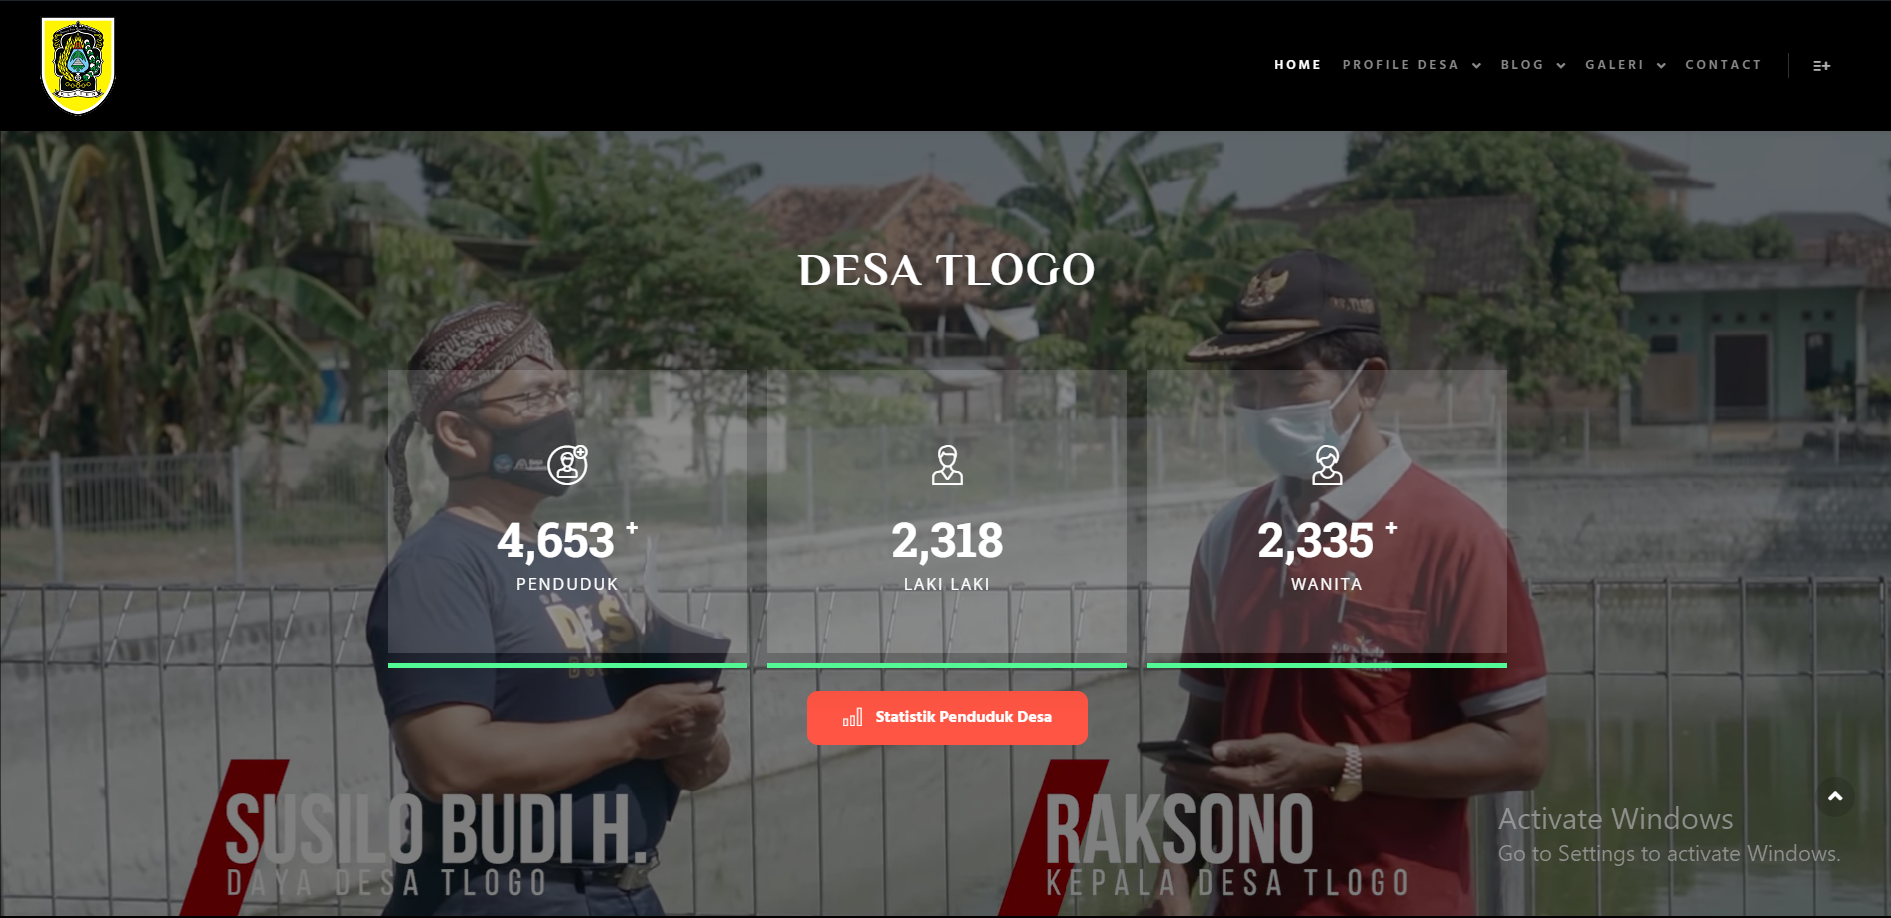 HOME PROFILE DESA BLOG GALERI CONTACT
DESA TLOGO
4,653 +
PENDUDUK
2,318
LAKI LAKI
2,335 +
WANITA
DESA
Statistik Penduduk Desa
SUSILO BUDI H.
DAYA DESA TLOGO
RAKSONO
KEPALA DESA TLOGO
Activate Windows
Go to Settings to activate Windows.